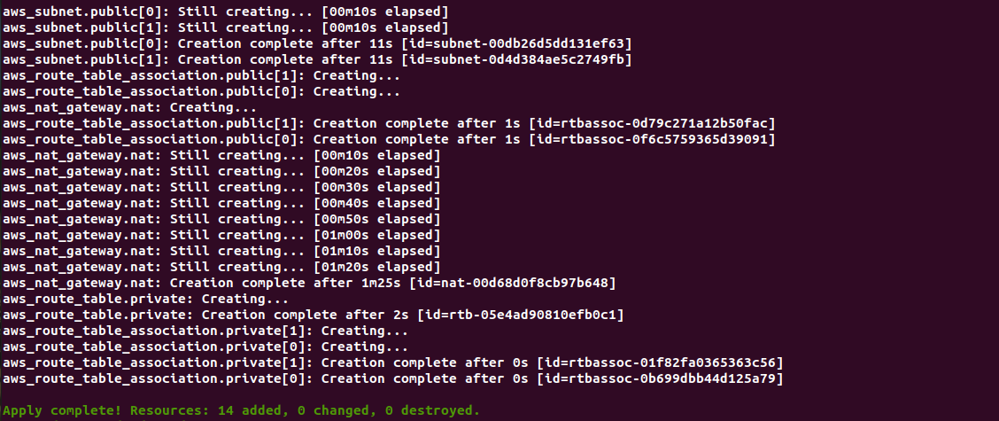 aws_subnet.public[0]: Still creating... [00m10s elapsed]
aws_subnet.public[1]: Still creating... [00m10s elapsed]
aws_subnet.public[0]: Creation complete after 11s [id=subnet-00db26d5dd131ef63]
aws_subnet.public[1]: Creation complete after 11s [id=subnet-0d4d384ae5c2749fb]
aws_route_table_association.public[1]: Creating...
aws_route_table_association.public[0]: Creating...
aws_nat_gateway.nat: Creating...
aws_route_table_association.public[1]: Creation complete after 1s [id=rtbassoc-0d79c271a12b50fac]
aws_route_table_association.public[0]: Creation complete after 1s [id=rtbassoc-0f6c5759365d39091]
aws_nat_gateway.nat: Still creating... [00m10s elapsed]
aws_nat_gateway.nat: Still creating... [00m20s elapsed]
aws_nat_gateway.nat: Still creating... [00m30s elapsed]
aws_nat_gateway.nat: Still creating... [00m40s elapsed]
aws_nat_gateway.nat: Still creating... [00m50s elapsed]
aws_nat_gateway.nat: Still creating... [01m00s elapsed]
aws_nat_gateway.nat: Still creating... [01m10s elapsed]
aws_nat_gateway.nat: Still creating... [01m20s elapsed]
aws_nat_gateway.nat: Creation complete after 1m25s [id=nat-00d68d0f8cb97b648]
aws_route_table.private: Creating...
aws_route_table.private: Creation complete after 2s [id=rtb-05e4ad90810efb0c1]
aws_route_table_association.private[1]: Creating...
aws_route_table_association.private[0]: Creating...
aws_route_table_association.private[1]: Creation complete after 0s [id=rtbassoc-01f82fa0365363c56]
aws_route_table_association.private[0]: Creation complete after 0s [id=rtbassoc-0b699dbb44d125a79]
Apply complete! Resources: 14 added, 0 changed, 0 destroyed.